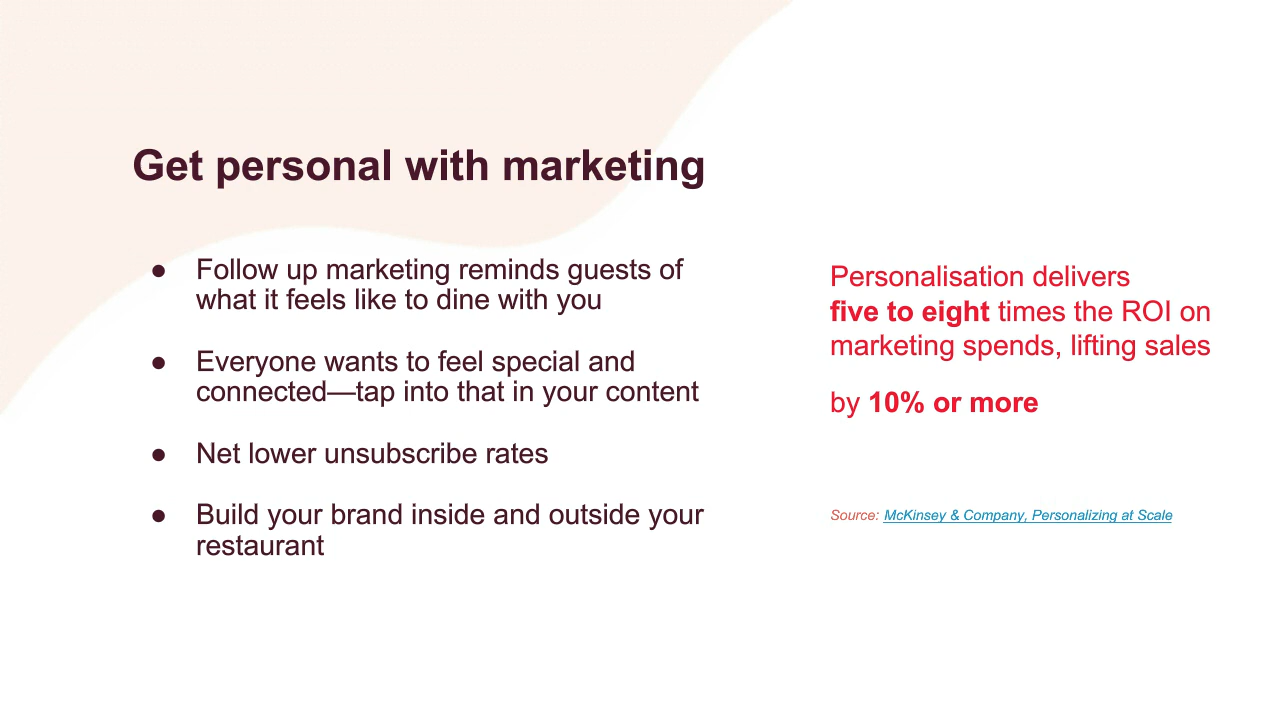 Get personal with marketing
● Follow up marketing reminds guests of
what it feels like to dine with you
● Everyone wants to feel special and
connected—tap into that in your content
● Net lower unsubscribe rates
● Build your brand inside and outside your
restaurant
Personalisation delivers
five to eight times the ROI on
marketing spends, lifting sales
by 10% or more
Source: McKinsey & Company, Personalizing at Scale